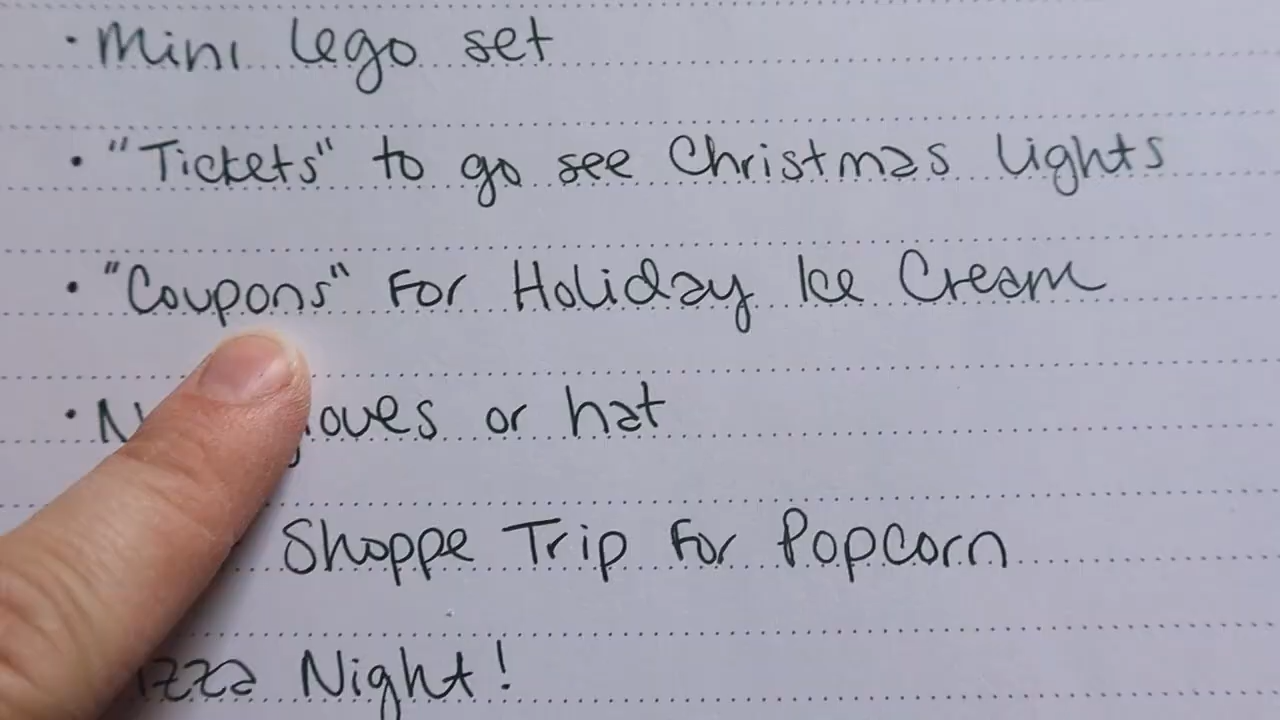 • Mini Lego set
• "Tickets" to go see Christmas lights
• "Coupons" For Holiday Ice Cream
• or hat
Shoppe Trip For Popcorn
Night!